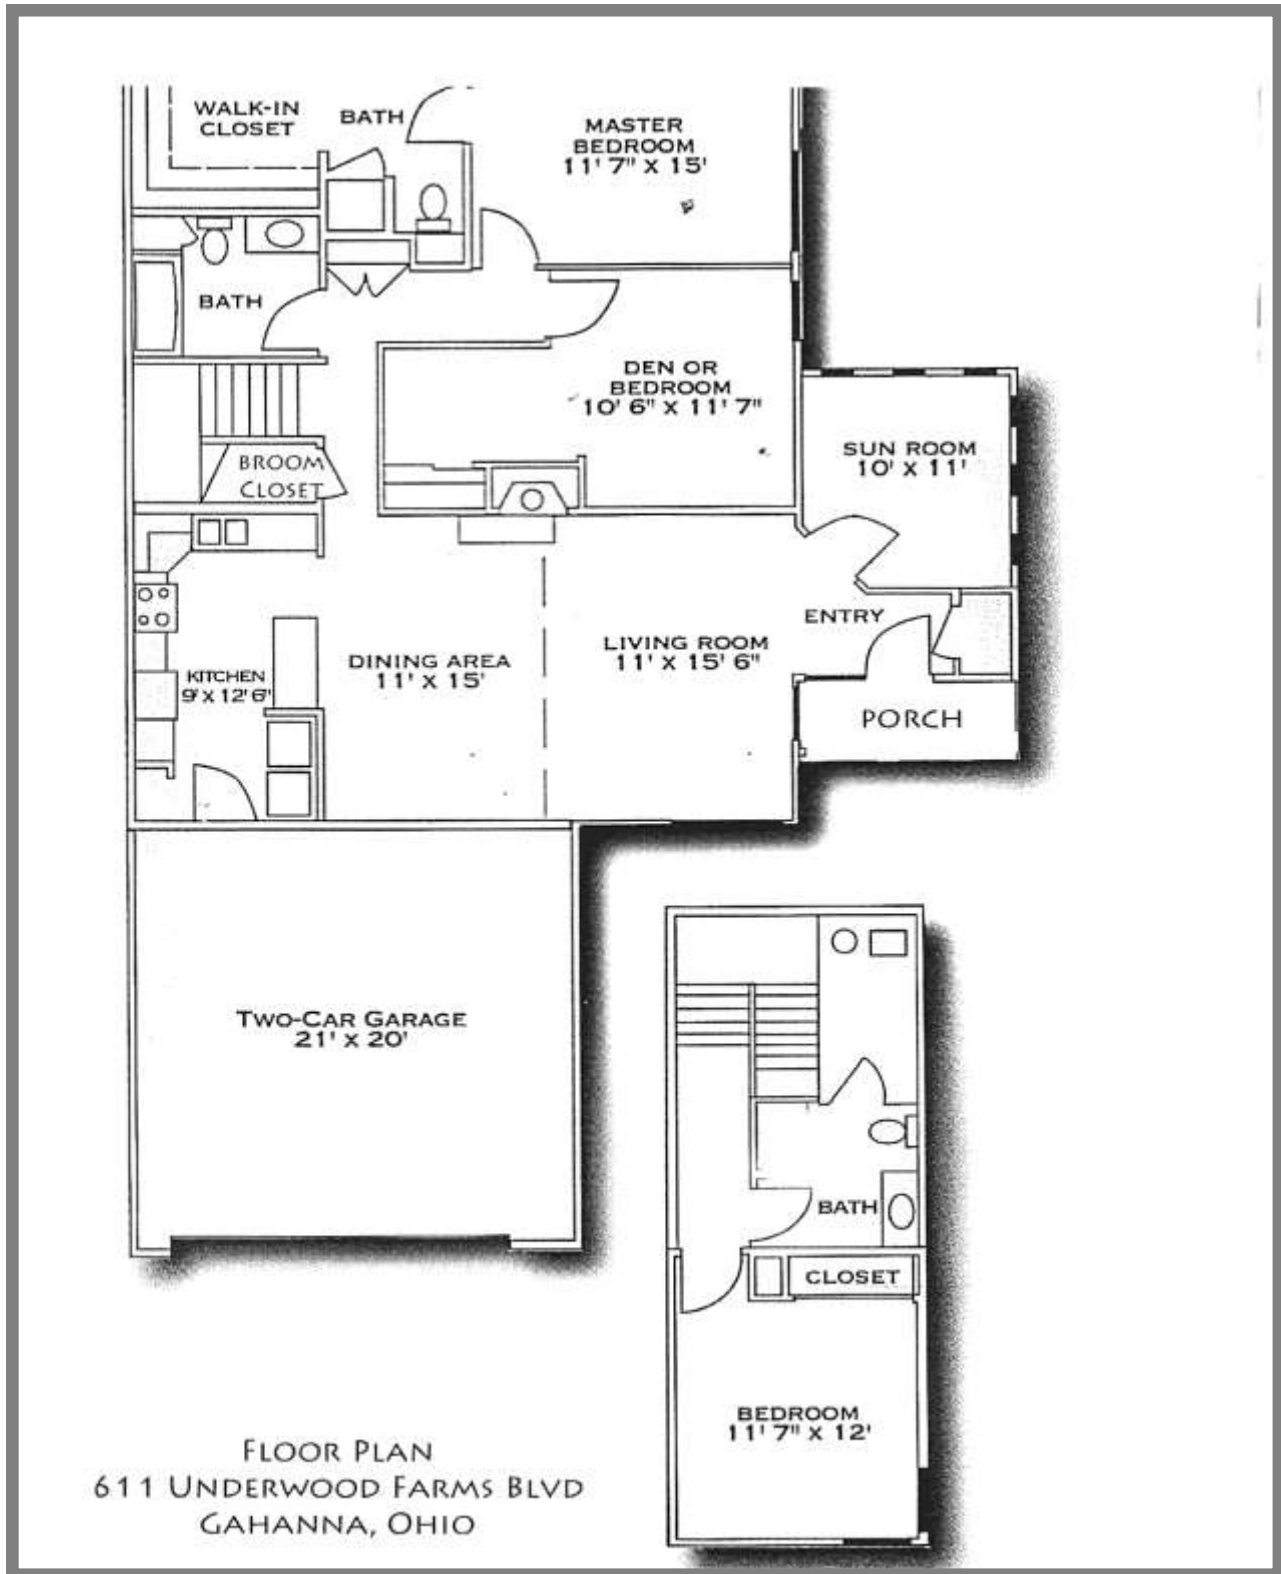 WALK-IN
CLOSET
BATH
MASTER
BEDROOM
11' 7" X 15'
BATH
DEN OR
BEDROOM
10' 6" X 11' 7"
BROOM
CLOSET
SUN ROOM
10' X 11'
ENTRY
LIVING ROOM
11' X 15' 6"
DINING AREA
11' X 15'
KITCHEN
9' X 12' 6"
PORCH
TWO-CAR GARAGE
21' X 20'
BATH
CLOSET
BEDROOM
11' 7" X 12'
FLOOR PLAN
611 UNDERWOOD FARMS BLVD
GAHANNA, OHIO